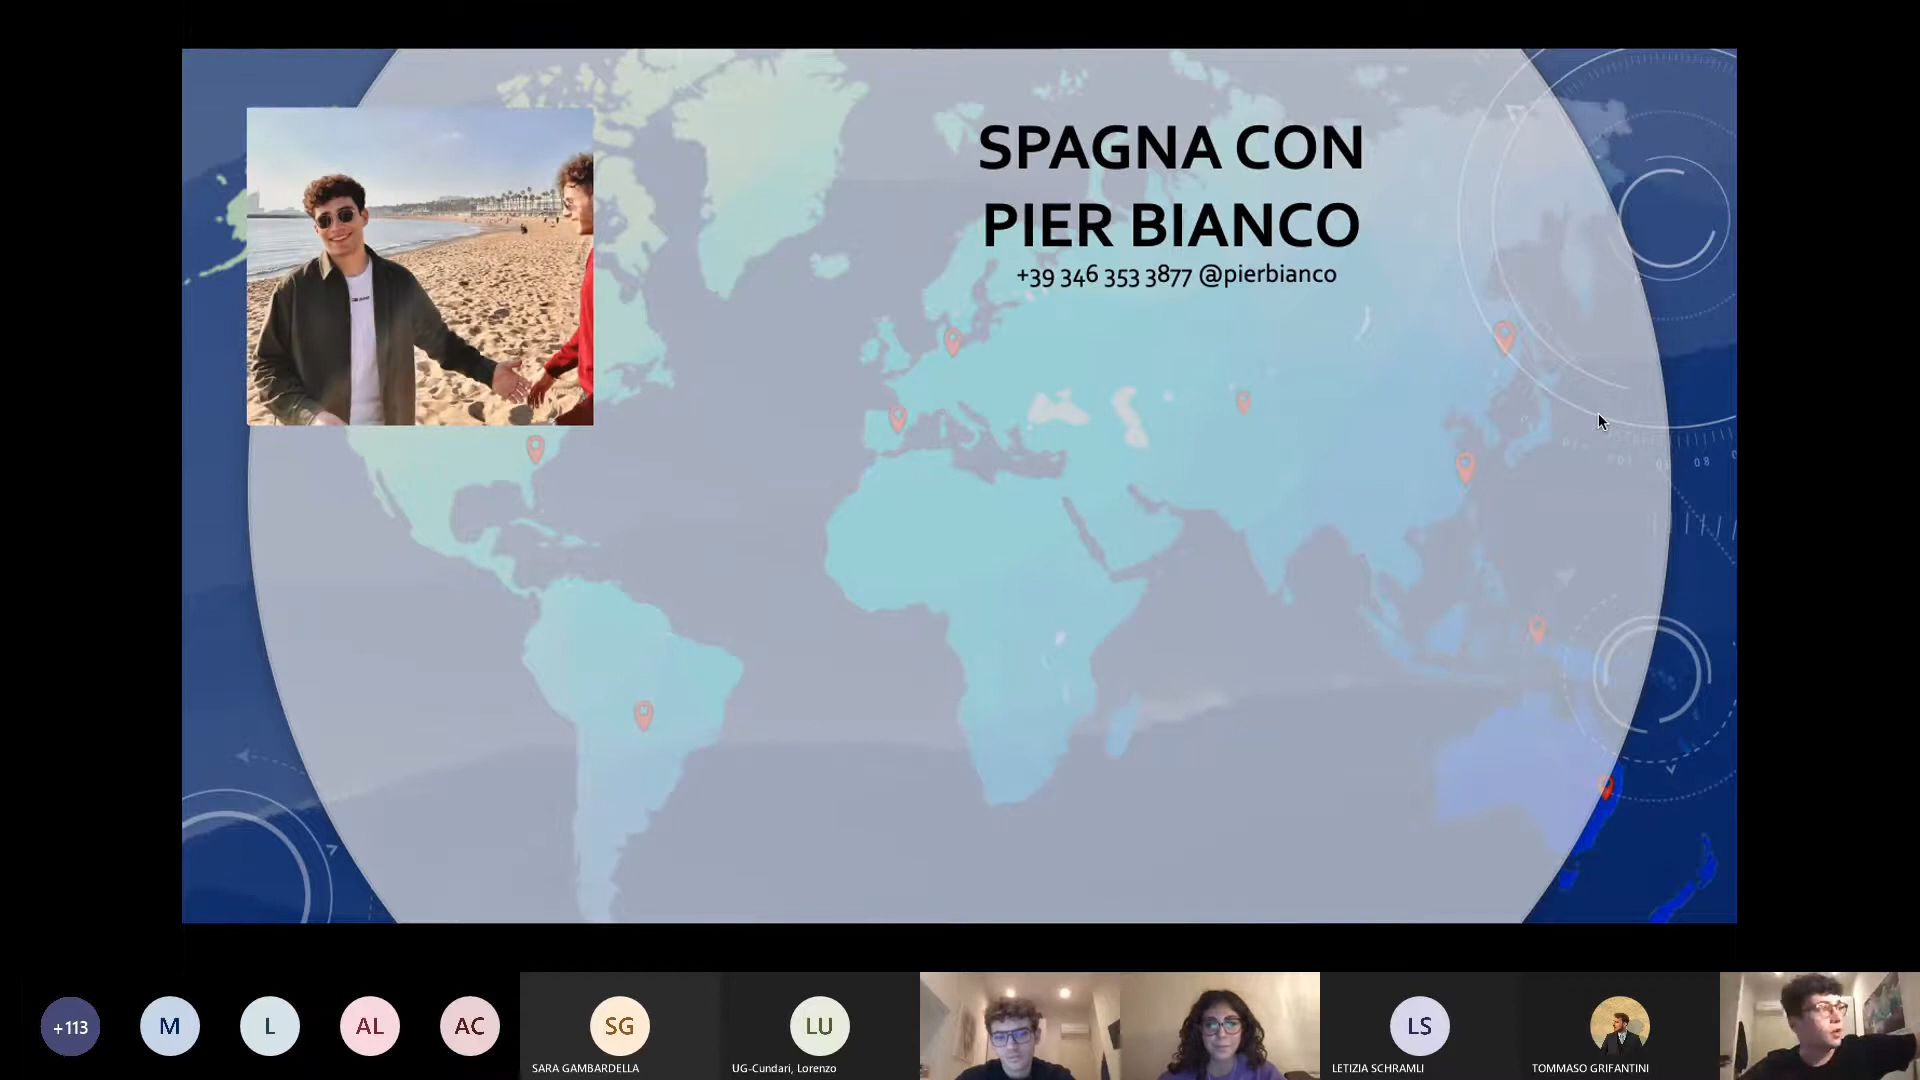 SPAGNA CON
PIER BIANCO
+39 346 353 3877 @pierbianco
+113
M
L
AL
AC
SG
LU
LS
SARA GAMBARDELLA
UG-Cundari, Lorenzo
LETIZIA SCHRAMLI
TOMMASO GRIFANTINI